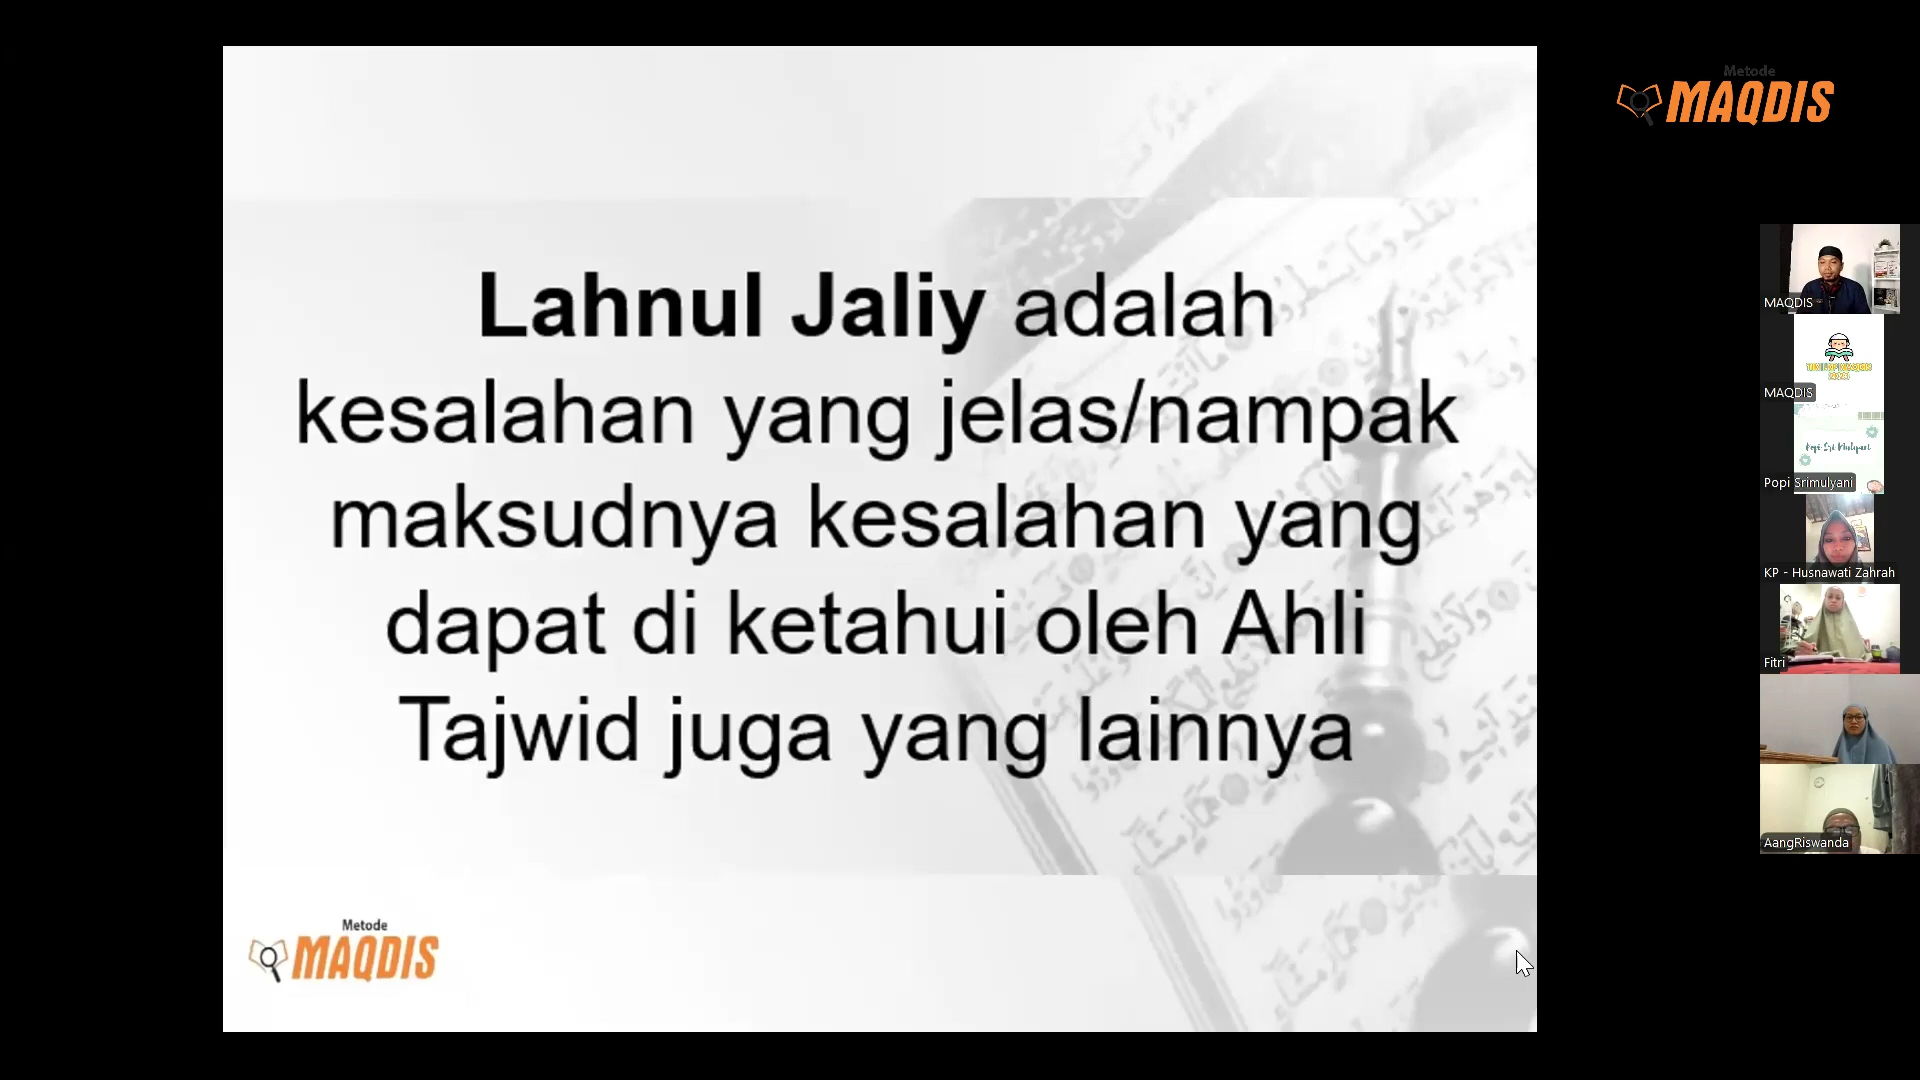 Lahnul Jaliy adalah
kesalahan yang jelas/nampak
maksudnya kesalahan yang
dapat di ketahui oleh Ahli
Tajwid juga yang lainnya
Metode
MAQDIS
Metode
MAQDIS
MAQDIS
MAQDIS
Popi Srimulyani
KP - Husnawati Zahrah
Fitri
AangRiswanda